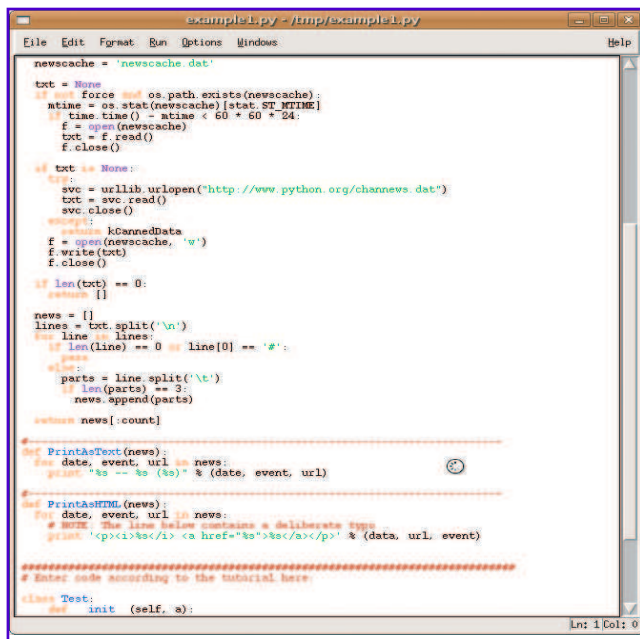 example1.py - /tmp/example1.py
File Edit Format Run Options Windows Help
newscache = 'newscache.dat'
txt = None
if not force and os.path.exists(newscache):
mtime = os.stat(newscache)[stat.ST_MTIME]
if time.time() - mtime < 60 * 60 * 24:
f = open(newscache)
txt = f.read()
f.close()
if txt is None:
try:
svc = urllib.urlopen("http://www.python.org/channews.dat")
txt = svc.read()
svc.close()
except:
return kCannedData
f = open(newscache, 'w')
f.write(txt)
f.close()
if len(txt) == 0:
return []
news = []
lines = txt.split('\n')
for line in lines:
if len(line) == 0 or line[0] == '#':
pass
else:
parts = line.split('\t')
if len(parts) == 3:
news.append(parts)
return news[:count]
#------------------------------------------------------------------------
def PrintAsText(news):
for date, event, url in news:
print "%s -- %s (%s)" % (date, event, url)
#------------------------------------------------------------------------
def PrintAsHTML(news):
for date, event, url in news:
# NOTE: The line below contains a deliberate typo
print '<p><i>%s</i> <a href="%s">%s</a></p>' % (data, url, event)
##########################################################################
# Enter code according to the tutorial here:
class Test:
def __init__(self, a):
Ln: 1 Col: 0